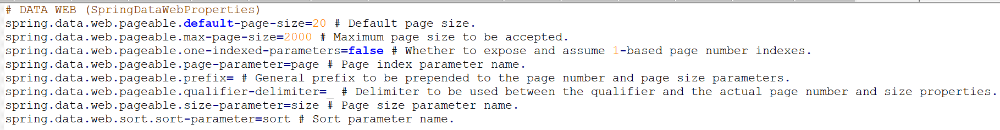 # DATA WEB (SpringDataWebProperties)
spring.data.web.pageable.default-page-size=20 # Default page size.
spring.data.web.pageable.max-page-size=2000 # Maximum page size to be accepted.
spring.data.web.pageable.one-indexed-parameters=false # Whether to expose and assume 1-based page number indexes.
spring.data.web.pageable.page-parameter=page # Page index parameter name.
spring.data.web.pageable.prefix= # General prefix to be prepended to the page number and page size parameters.
spring.data.web.pageable.qualifier-delimiter=_ # Delimiter to be used between the qualifier and the actual page number and size properties.
spring.data.web.pageable.size-parameter=size # Page size parameter name.
spring.data.web.sort.sort-parameter=sort # Sort parameter name.